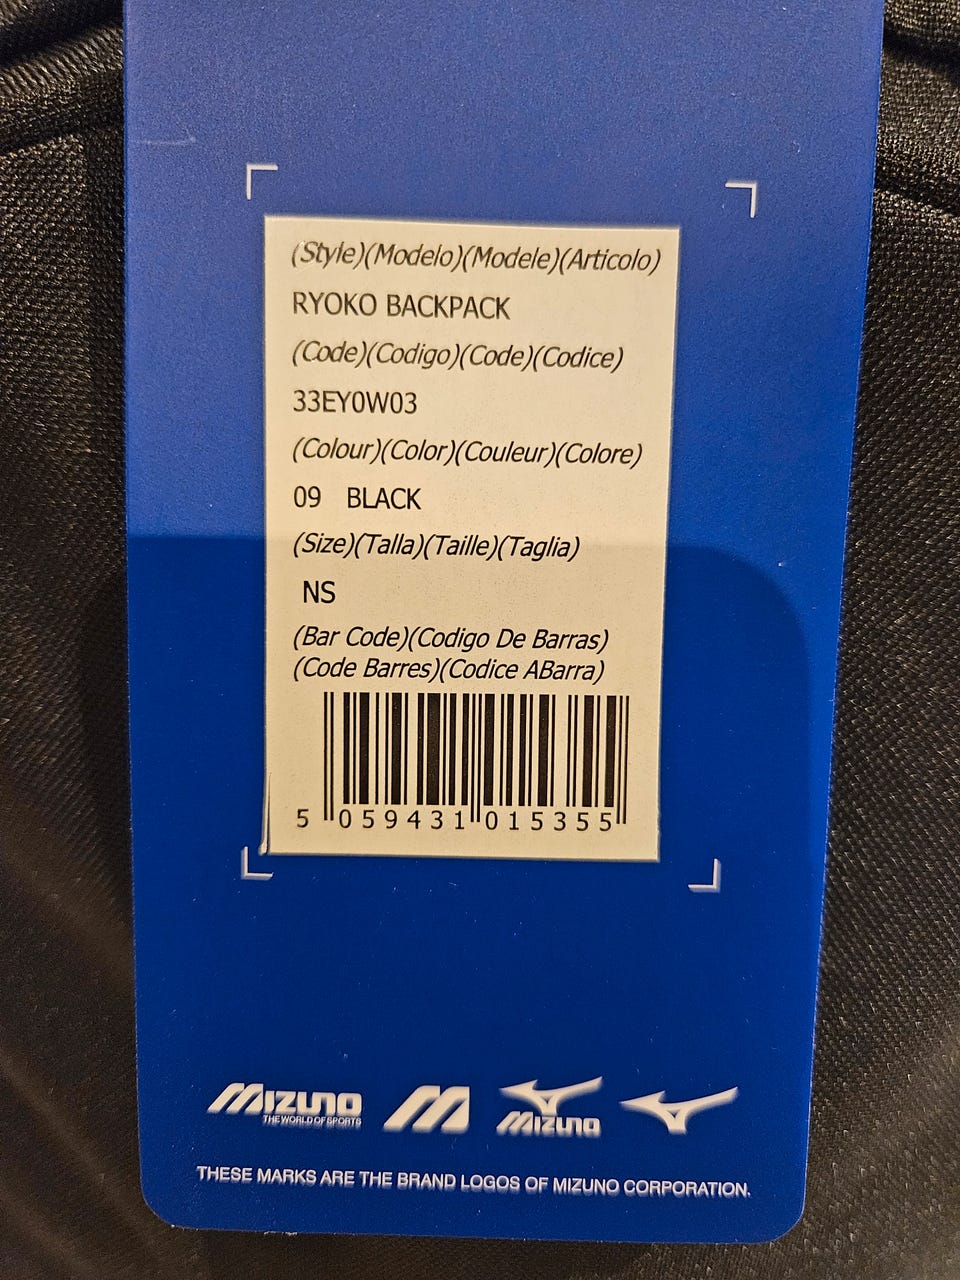 (Style)(Modelo)(Modele)(Articolo)
RYOKO BACKPACK
(Code)(Codigo)(Code)(Codice)
33EY0W03
(Colour)(Color)(Couleur)(Colore)
09 BLACK
(Size)(Talla)(Taille)(Taglia)
NS
(Bar Code)(Codigo De Barras)
(Code Barres)(Codice ABarra)
5 059431 015355
MIZUNO MIZUNO
THE WORLD OF SPORTS
THESE MARKS ARE THE BRAND LOGOS OF MIZUNO CORPORATION.